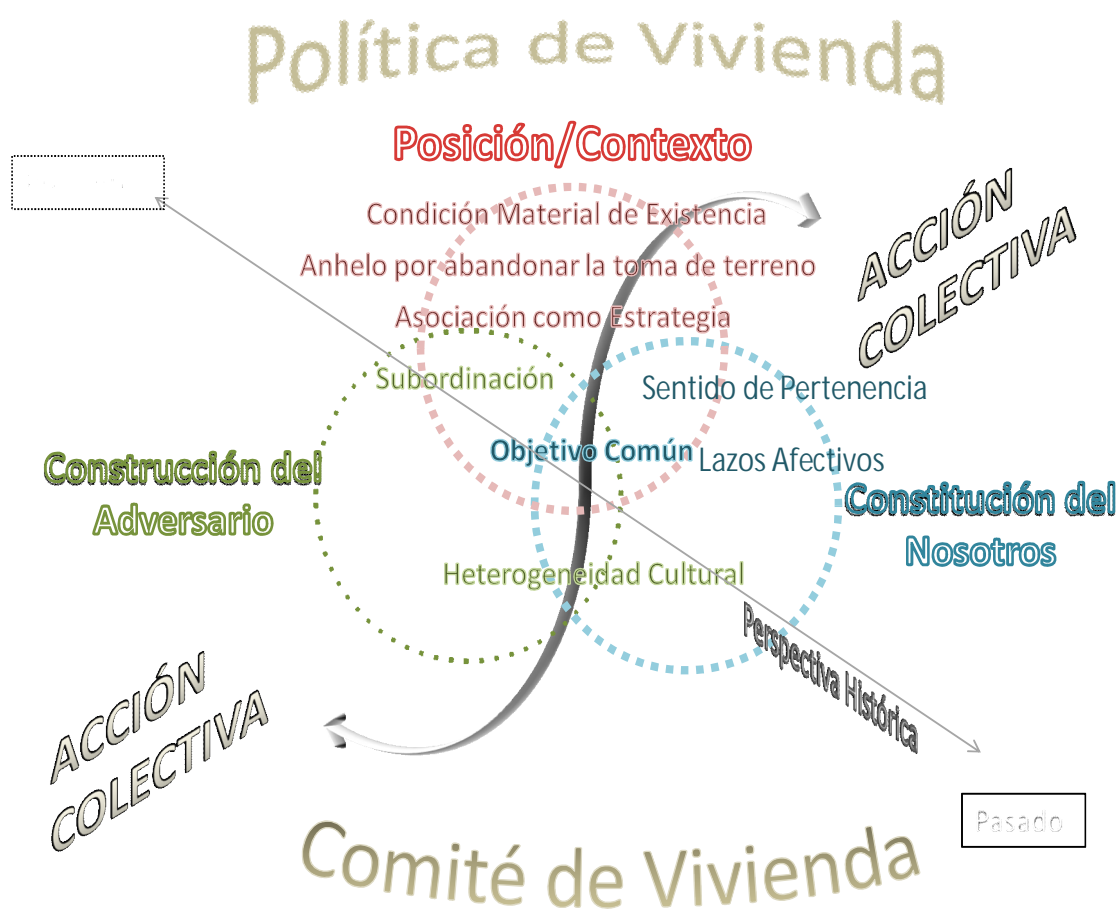 Política de Vivienda
Posición/Contexto
Condición Material de Existencia
Anhelo por abandonar la toma de terreno
Asociación como Estrategia
ACCIÓN
COLECTIVA
Subordinación
Sentido de Pertenencia
Objetivo Común
Lazos Afectivos
Construcción del
Adversario
Constitución del
Nosotros
Heterogeneidad Cultural
Perspectiva Histórica
ACCIÓN
COLECTIVA
Pasado
Comité de Vivienda